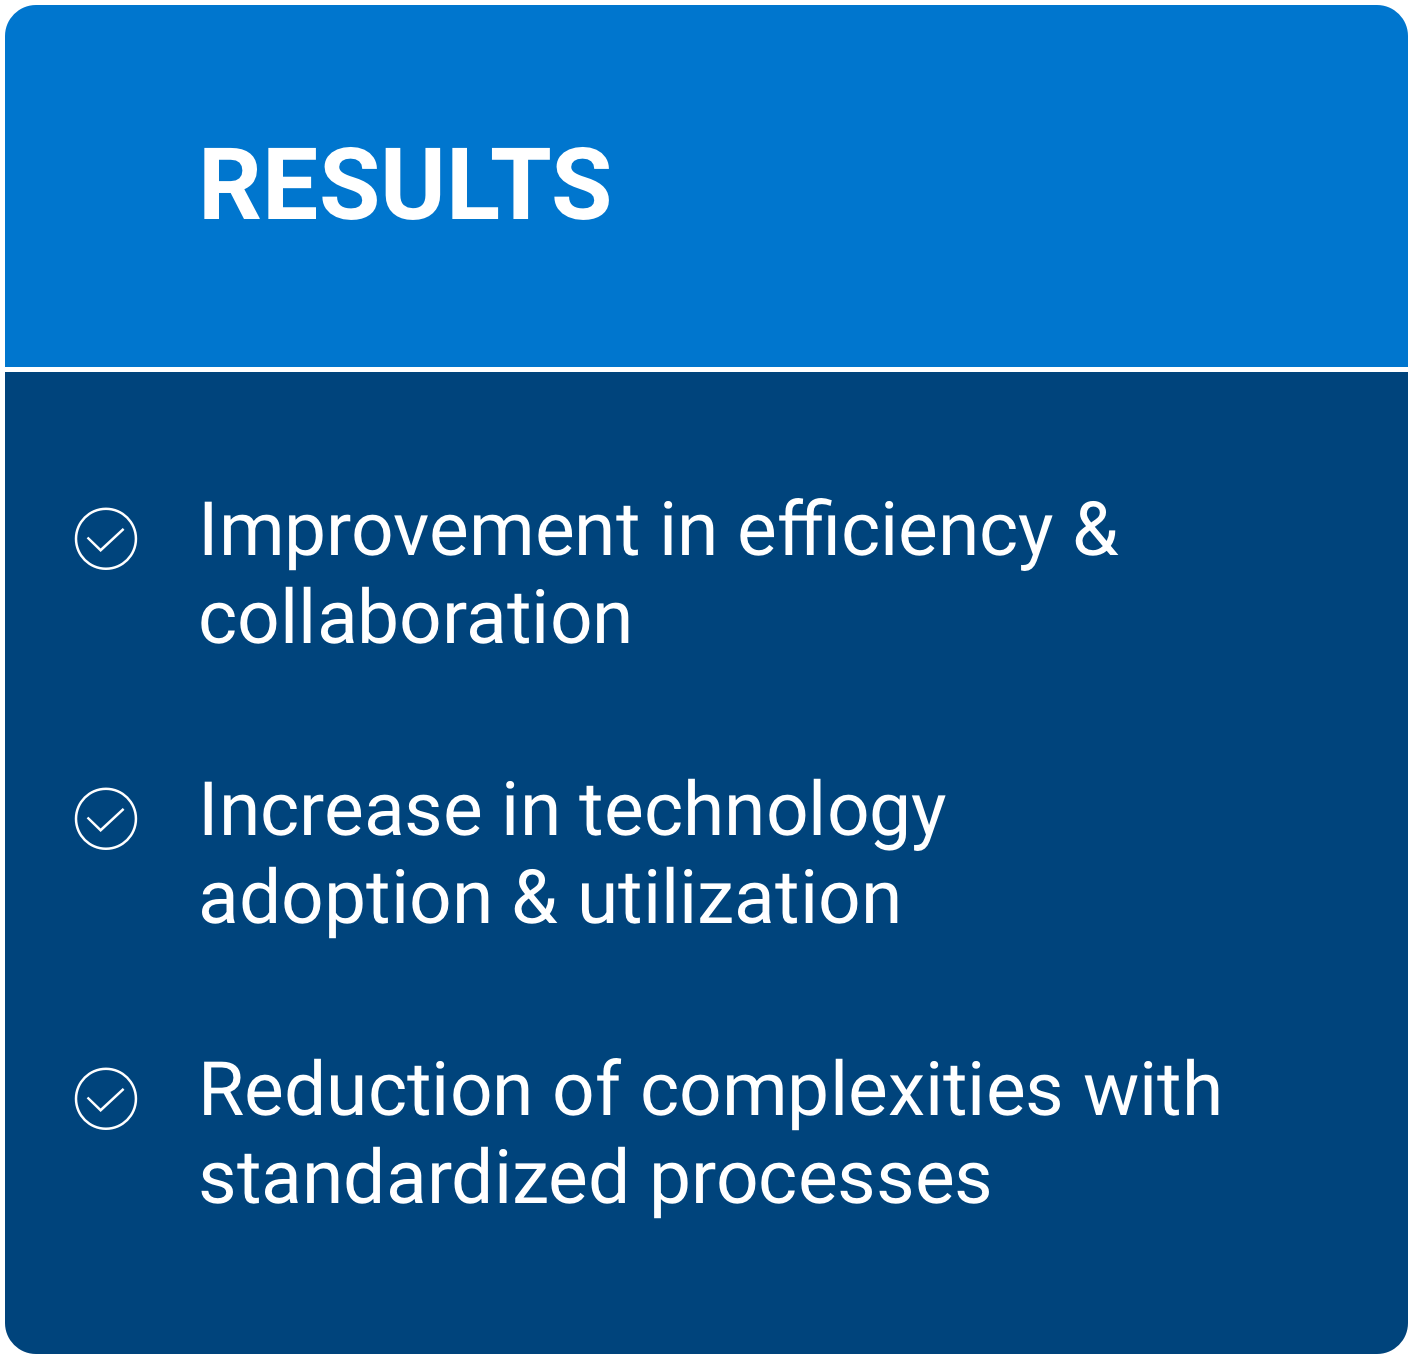 RESULTS
Improvement in efficiency &
collaboration
Increase in technology
adoption & utilization
Reduction of complexities with
standardized processes